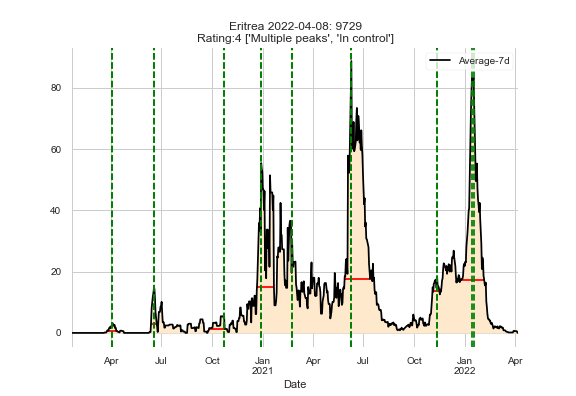 Eritrea 2022-04-08: 9729
Rating:4 ['Multiple peaks', 'In control']
Average-7d
80
60
40
20
0
Apr Jul Oct Jan Apr Jul Oct Jan Apr
2021 2022
Date